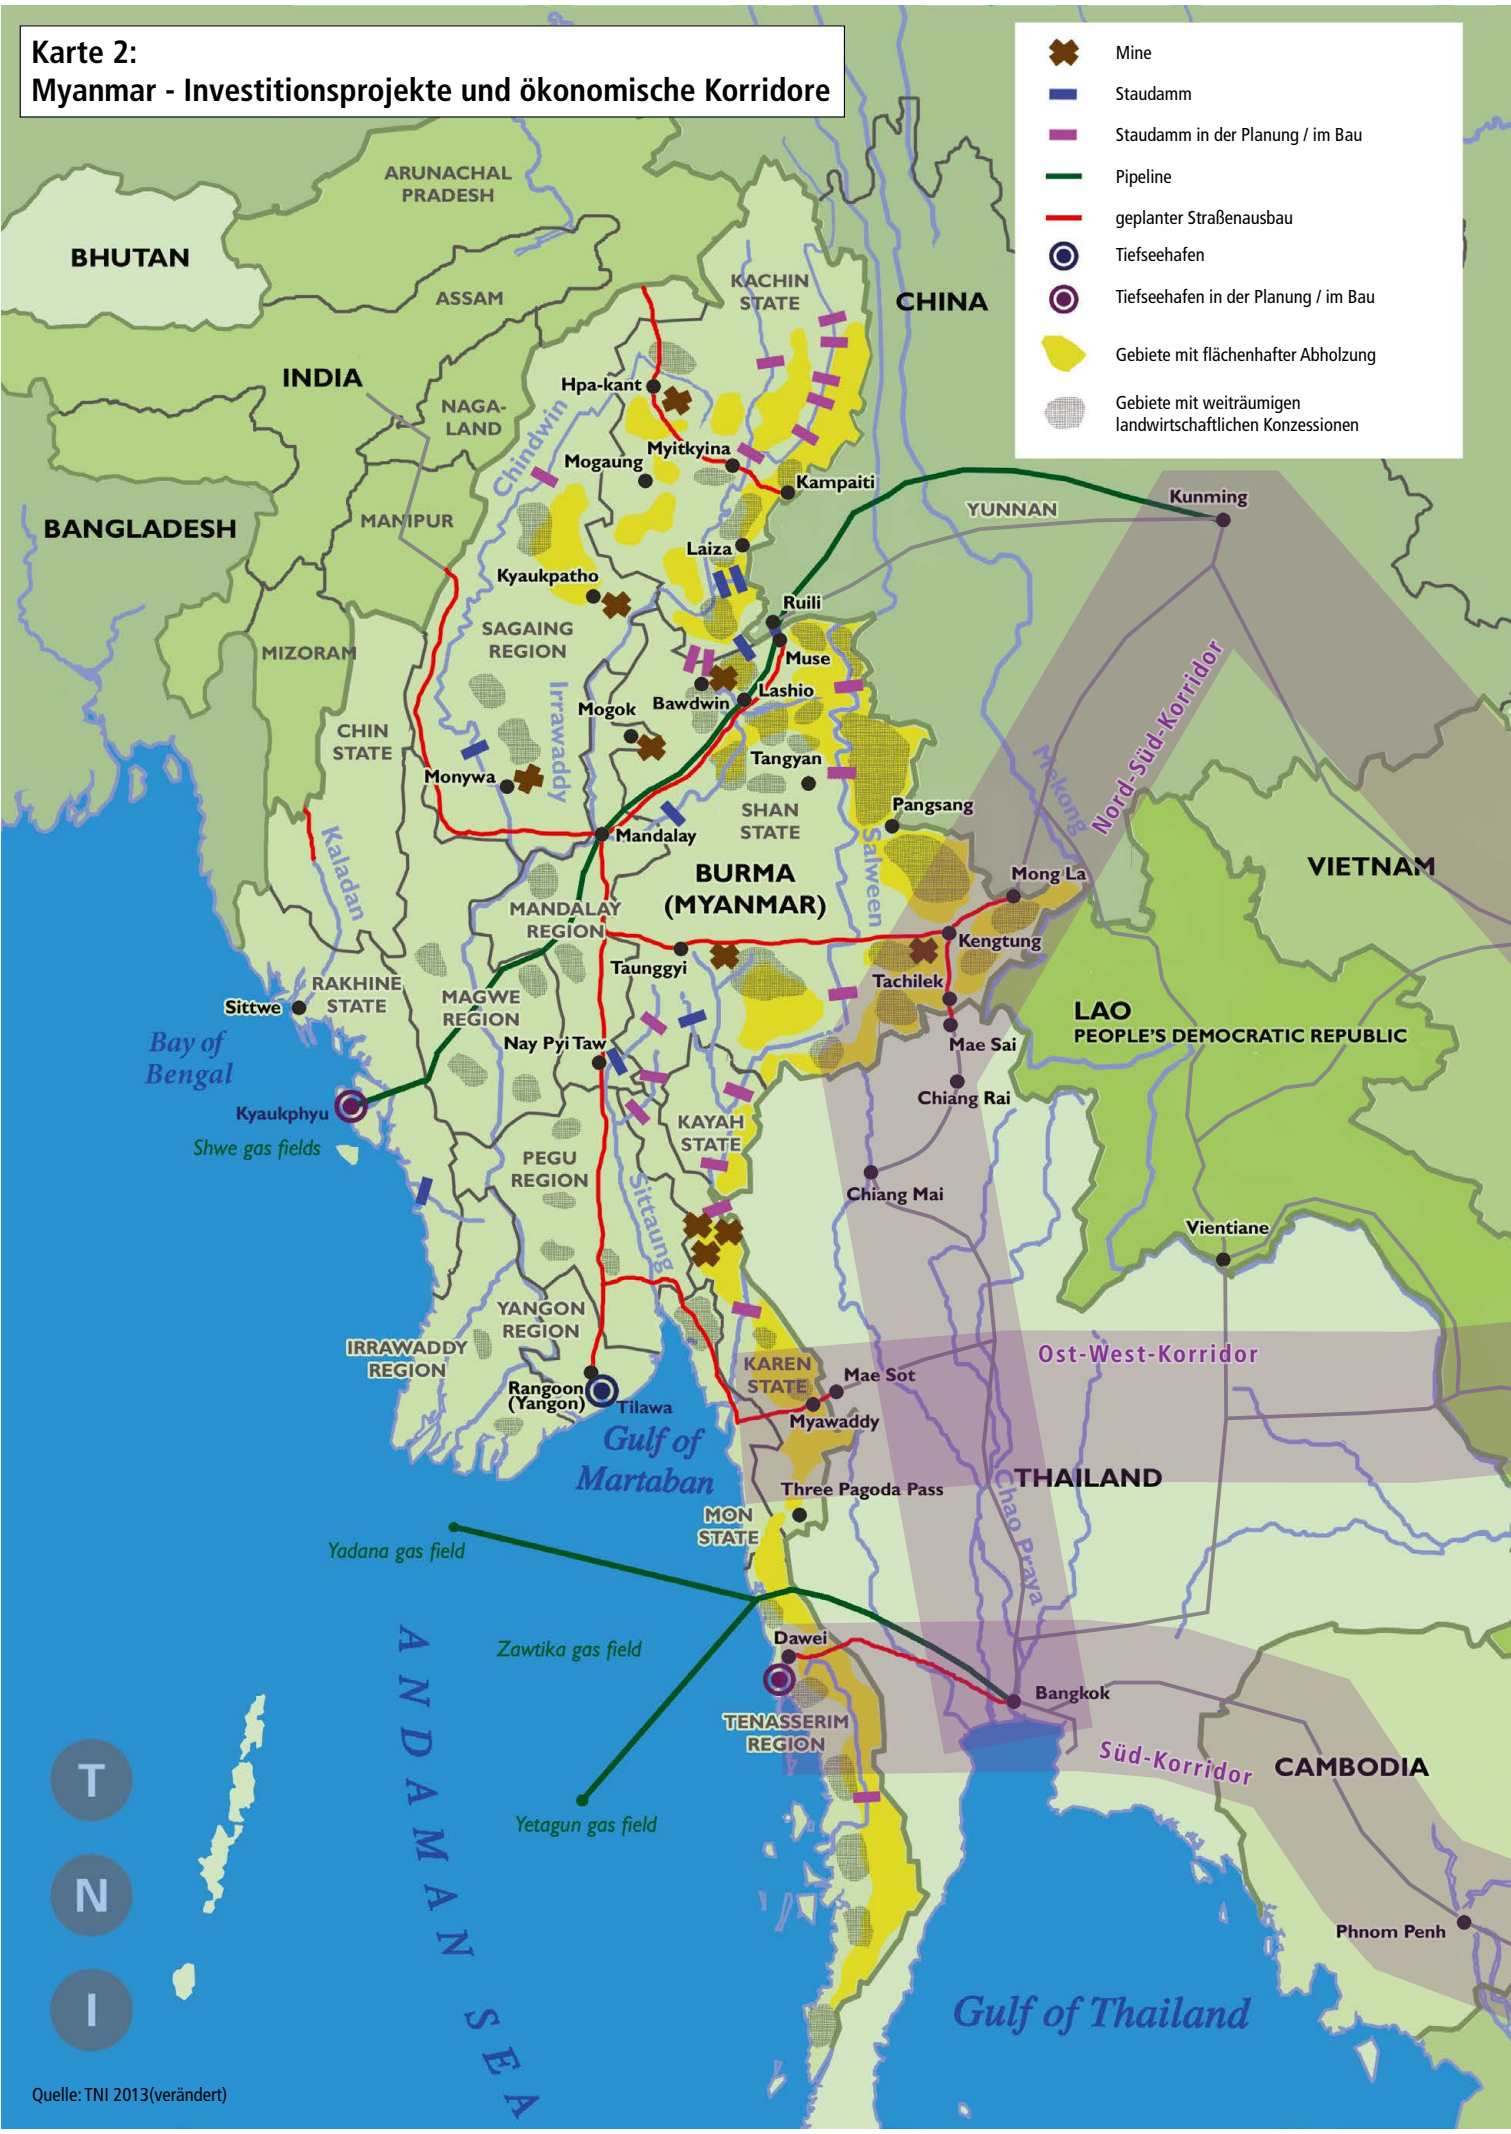 Karte 2:
Myanmar - Investitionsprojekte und ökonomische Korridore
Mine
Staudamm
Staudamm in der Planung / im Bau
Pipeline
geplanter Straßenausbau
Tiefseehafen
Tiefseehafen in der Planung / im Bau
Gebiete mit flächenhafter Abholzung
Gebiete mit weiträumigen
landwirtschaftlichen Konzessionen
ARUNACHAL
PRADESH
BHUTAN
ASSAM
KACHIN
STATE
CHINA
INDIA
Hpa-kant
NAGA-
LAND
Chindwin
Myitkyina
Mogaung
Kampaiti
Kunming
YUNNAN
MANIPUR
BANGLADESH
Laiza
Kyaukpatho
Ruili
SAGAING
REGION
MIZORAM
Muse
Nord-Süd-Korridor
Lashio
Bawdwin
Irrawaddy
Mogok
CHIN
STATE
Tangyan
Mekong
Monywa
Pangsang
SHAN
STATE
Mandalay
Kaladan
Salween
VIETNAM
BURMA
(MYANMAR)
Mong La
MANDALAY
REGION
Kengtung
Taunggyi
Tachilek
RAKHINE
STATE
MAGWE
REGION
Sittwe
LAO
PEOPLE'S DEMOCRATIC REPUBLIC
Bay of
Bengal
Nay Pyi Taw
Mae Sai
Chiang Rai
Kyaukphyu
Shwe gas fields
KAYAH
STATE
PEGU
REGION
Sittaung
Chiang Mai
Vientiane
YANGON
REGION
IRRAWADDY
REGION
Ost-West-Korridor
KAREN
STATE
Mae Sot
Rangoon
(Yangon)
Tilawa
Myawaddy
Gulf of
Martaban
THAILAND
Three Pagoda Pass
Chao Praya
MON
STATE
Yadana gas field
Zawtika gas field
Dawei
Bangkok
TENASSERIM
REGION
Süd-Korridor
CAMBODIA
Yetagun gas field
ANDAMAN SEA
T
N
I
Phnom Penh
Gulf of Thailand
Quelle: TNI 2013(verändert)